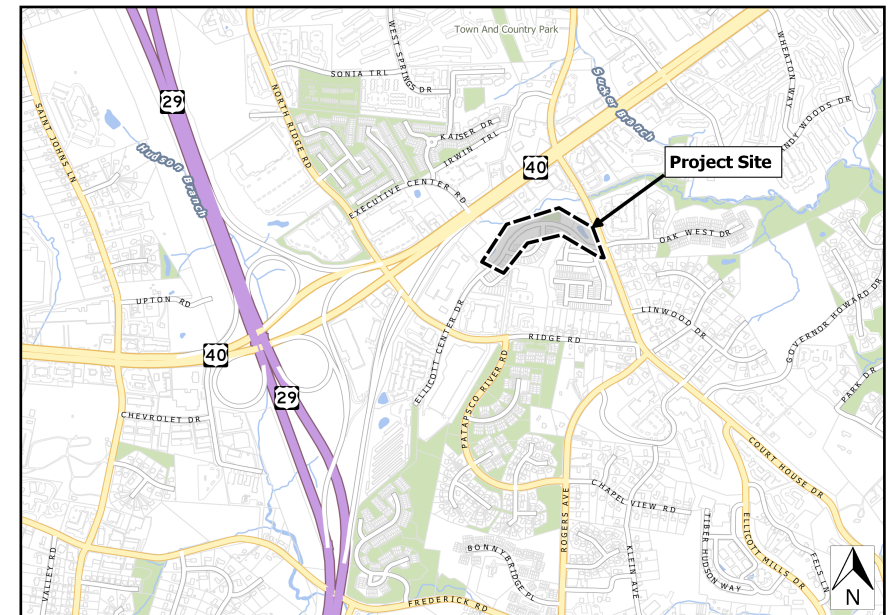 Town And Country Park
WEST SPRINGS DR
WHEATON WAY
SONIA TRL
29
Sucket Branch
NORTH RIDGE RD
SAINT JOHNS LN
KAISER DR
IRWIN TRL
NDY WOODS DR
Hudson Branch
40
Project Site
EXECUTIVE CENTER RD
OAK WEST DR
UPTON RD
LINWOOD DR
GOVERNOR HOWARD DR
40
RIDGE RD
ELLICOTT CENTER DR
PATAPSCO RIVER RD
PARK DR
29
CHEVROLET DR
COURT HOUSE DR
CHAPEL VIEW RD
ROGERS AVE
KLEIN AVE
TIBER HUDSON WAY
ELLICOTT MILLS DR
FELS LN
VALLEY RD
BONNYBRIDGE PL
FREDERICK RD
N